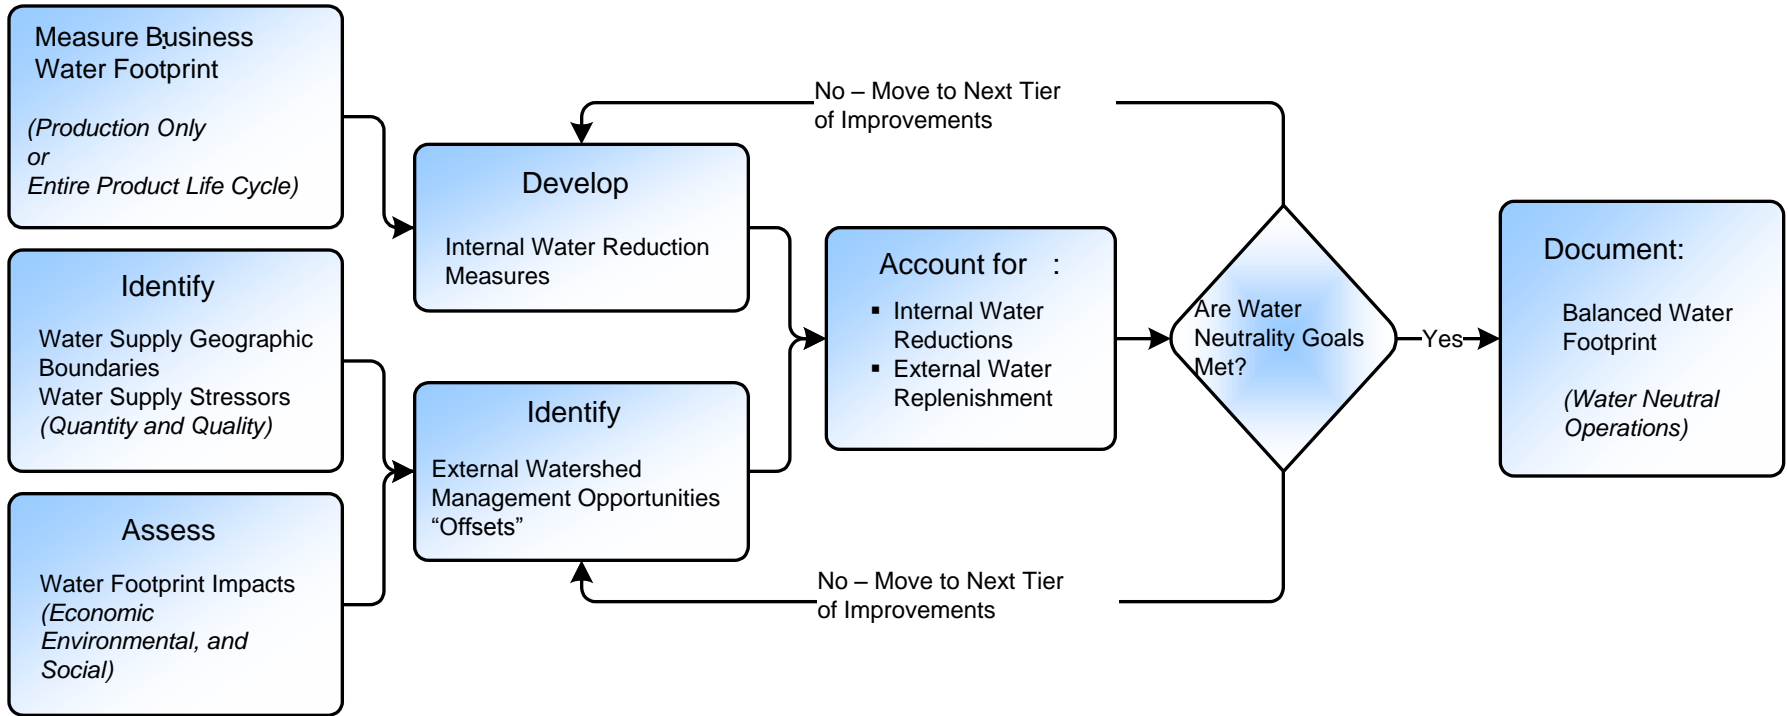 Measure Business
:
Water Footprint
(Production Only
or
Entire Product Life Cycle)
Identify
Water Supply Geographic
Boundaries
Water Supply Stressors
(Quantity and Quality)
Assess
Water Footprint Impacts
(Economic
Environmental, and
Social)
No – Move to Next Tier
of Improvements
Develop
Internal Water Reduction
Measures
Identify
External Watershed
Management Opportunities
“Offsets”
No – Move to Next Tier
of Improvements
Account for :
▪ Internal Water
Reductions
▪ External Water
Replenishment
Are Water
Neutrality Goals
Met?
Yes
Document:
Balanced Water
Footprint
(Water Neutral
Operations)